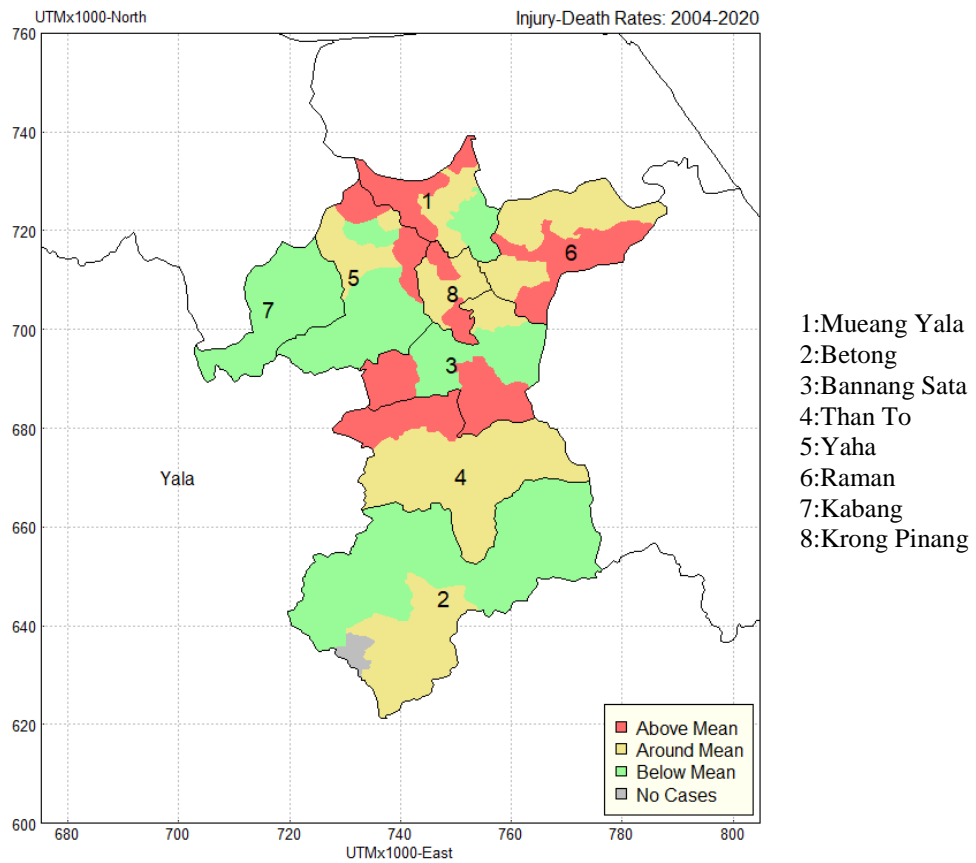 UTMx1000-North
Injury-Death Rates: 2004-2020
760
740
720
700
680
660
640
620
600
1
6
5
7
8
3
Yala
4
2
1:Mueang Yala
2:Betong
3:Bannang Sata
4:Than To
5:Yaha
6:Raman
7:Kabang
8:Krong Pinang
Above Mean
Around Mean
Below Mean
No Cases
680 700 720 740 760 780 800
UTMx1000-East